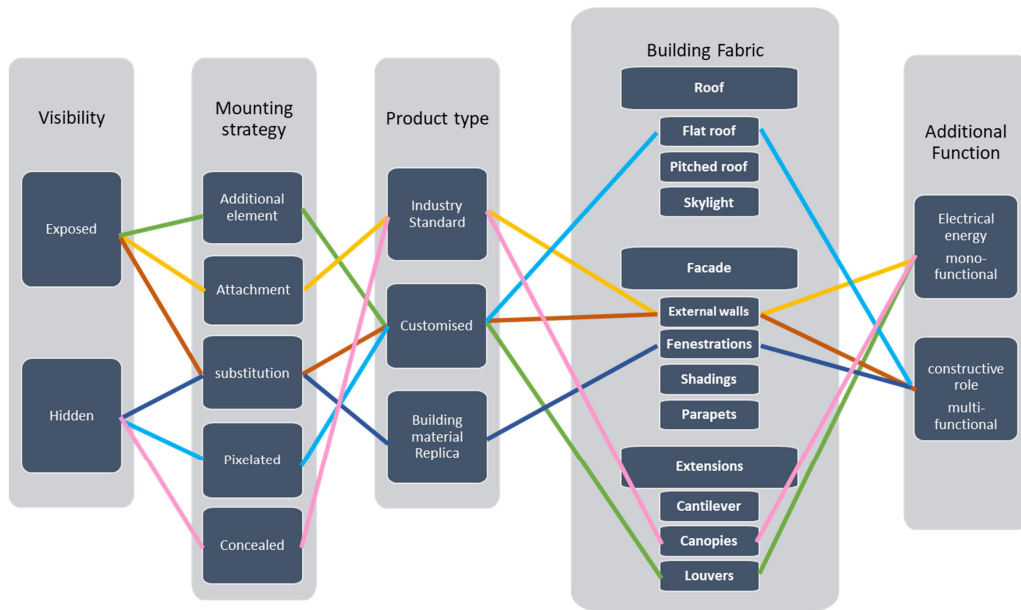 Visibility
Exposed
Hidden
Mounting
strategy
Additional
element
Attachment
substitution
Pixelated
Concealed
Product type
Industry
Standard
Customised
Building
material
Replica
Building Fabric
Roof
Flat roof
Pitched roof
Skylight
Facade
External walls
Fenestrations
Shadings
Parapets
Extensions
Cantilever
Canopies
Louvers
Additional
Function
Electrical
energy
mono-
functional
constructive
role
multi-
functional